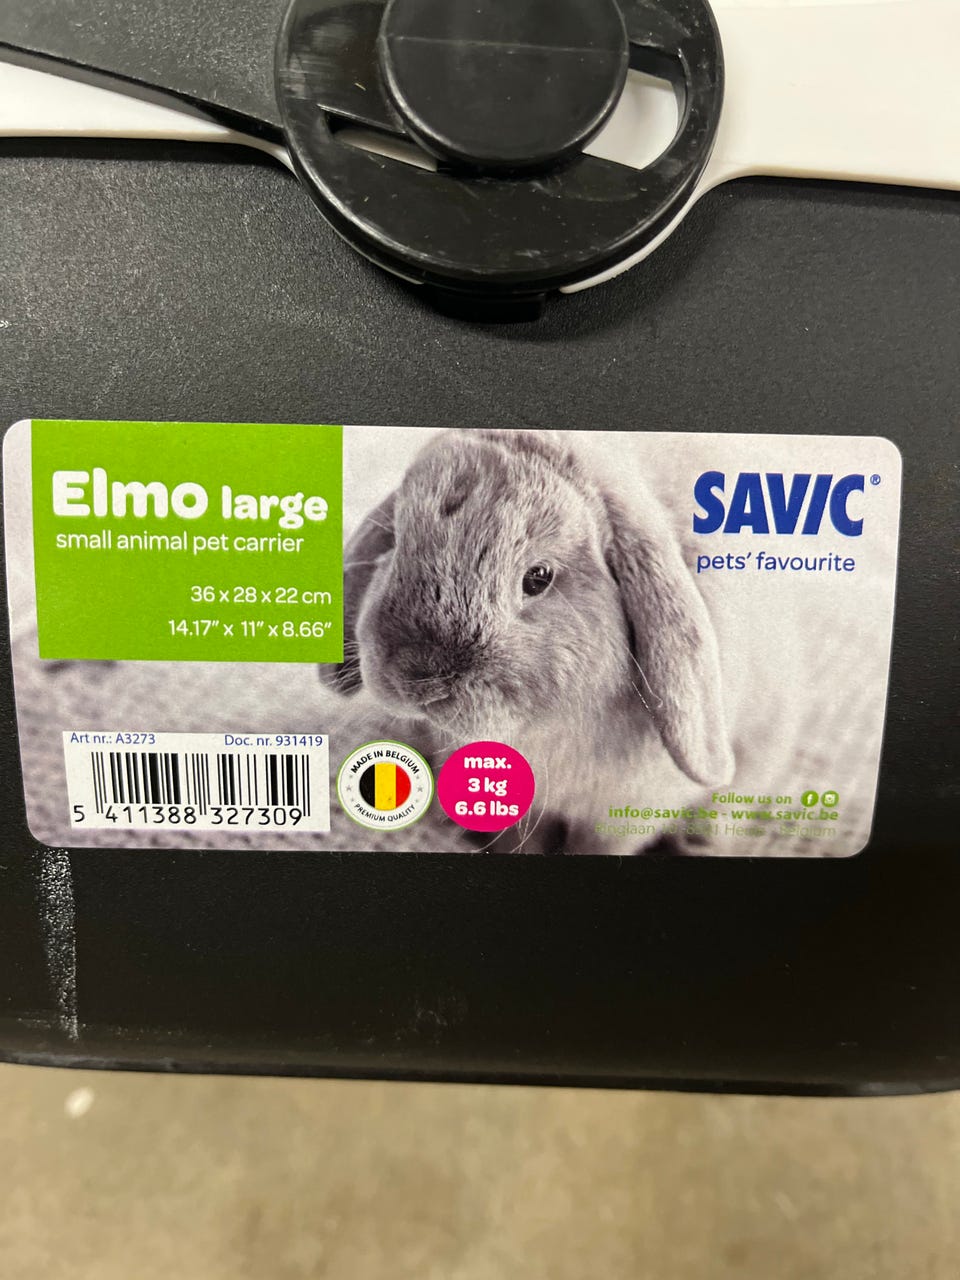 Elmo large
small animal pet carrier
36 x 28 x 22 cm
14.17” x 11” x 8.66”
SAVIC®
pets’ favourite
Art nr.: A3273 Doc. nr. 931419
5 411388 327309
MADE IN BELGIUM
PREMIUM QUALITY
max.
3 kg
6.6 lbs
Follow us on
info@savic.be - www.savic.be
Belgium